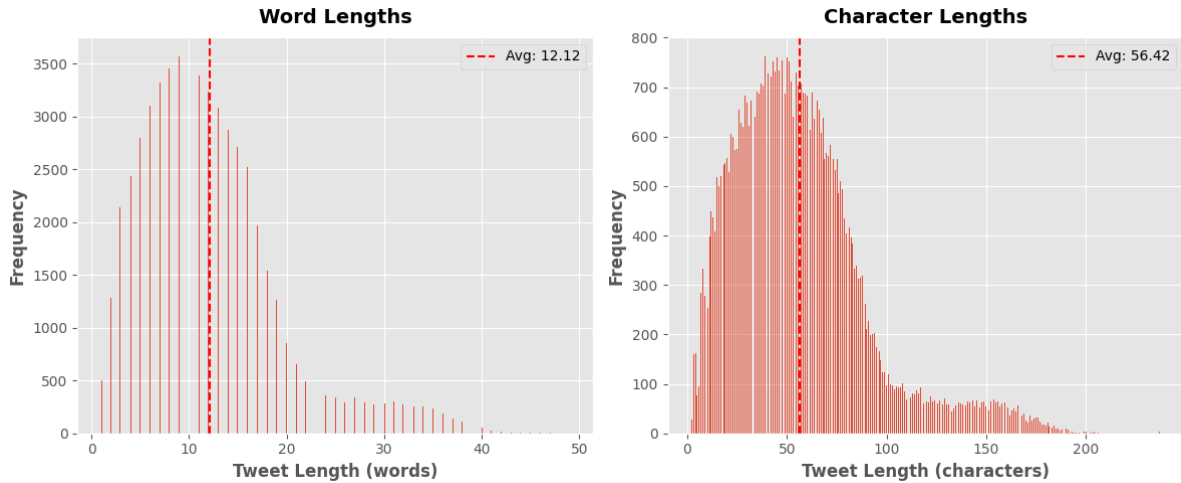 Word Lengths
Avg: 12.12
3500
3000
2500
2000
1500
1000
500
0
Frequency
0 10 20 30 40 50
Tweet Length (words)
Character Lengths
Avg: 56.42
800
700
600
500
400
300
200
100
0
Frequency
0 50 100 150 200
Tweet Length (characters)